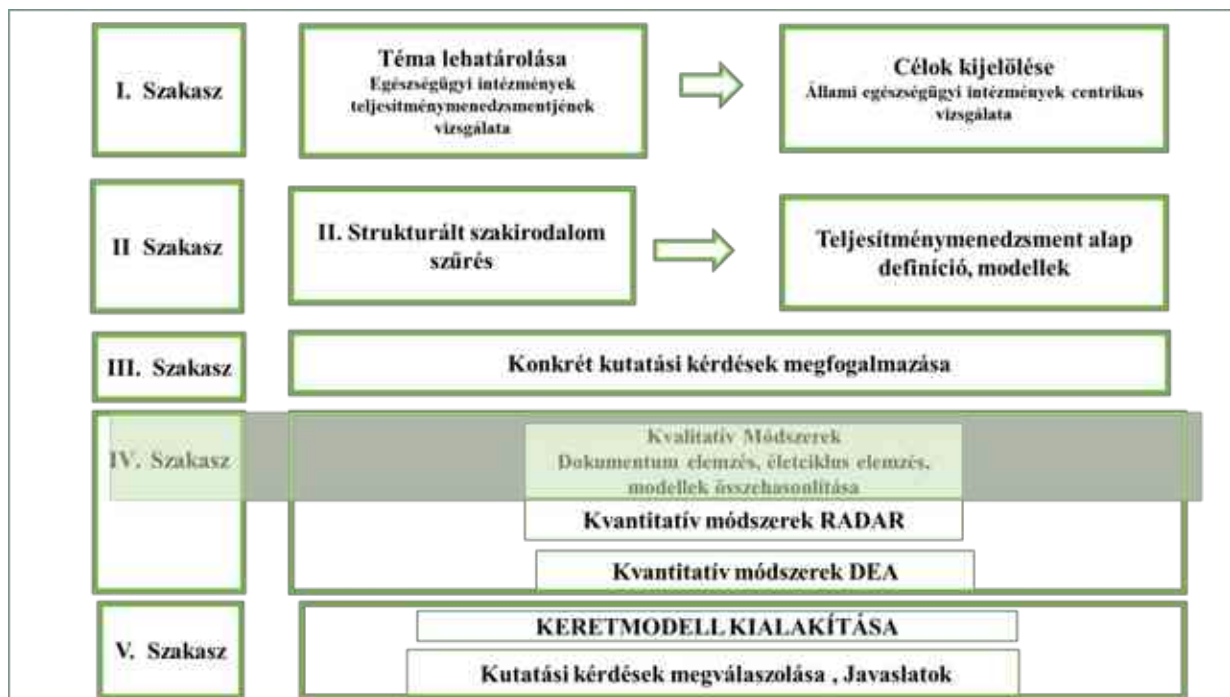 I. Szakasz
Téma lehatárolása
Egészségügyi intézmények
teljesítménymenedzsmentjének
vizsgálata
Célok kijelölése
Állami egészségügyi intézmények centrikus
vizsgálata
II Szakasz
II. Strukturált szakirodalom
szűrés
Teljesítménymenedzsment alap
definíció, modellek
III. Szakasz
Konkrét kutatási kérdések megfogalmazása
IV. Szakasz
Kvalitatív Módszerek
Dokumentum elemzés, életciklus elemzés,
modellek összehasonlítása
Kvantitatív módszerek RADAR
Kvantitatív módszerek DEA
V. Szakasz
KERETMODELL KIALAKÍTÁSA
Kutatási kérdések megválaszolása , Javaslatok